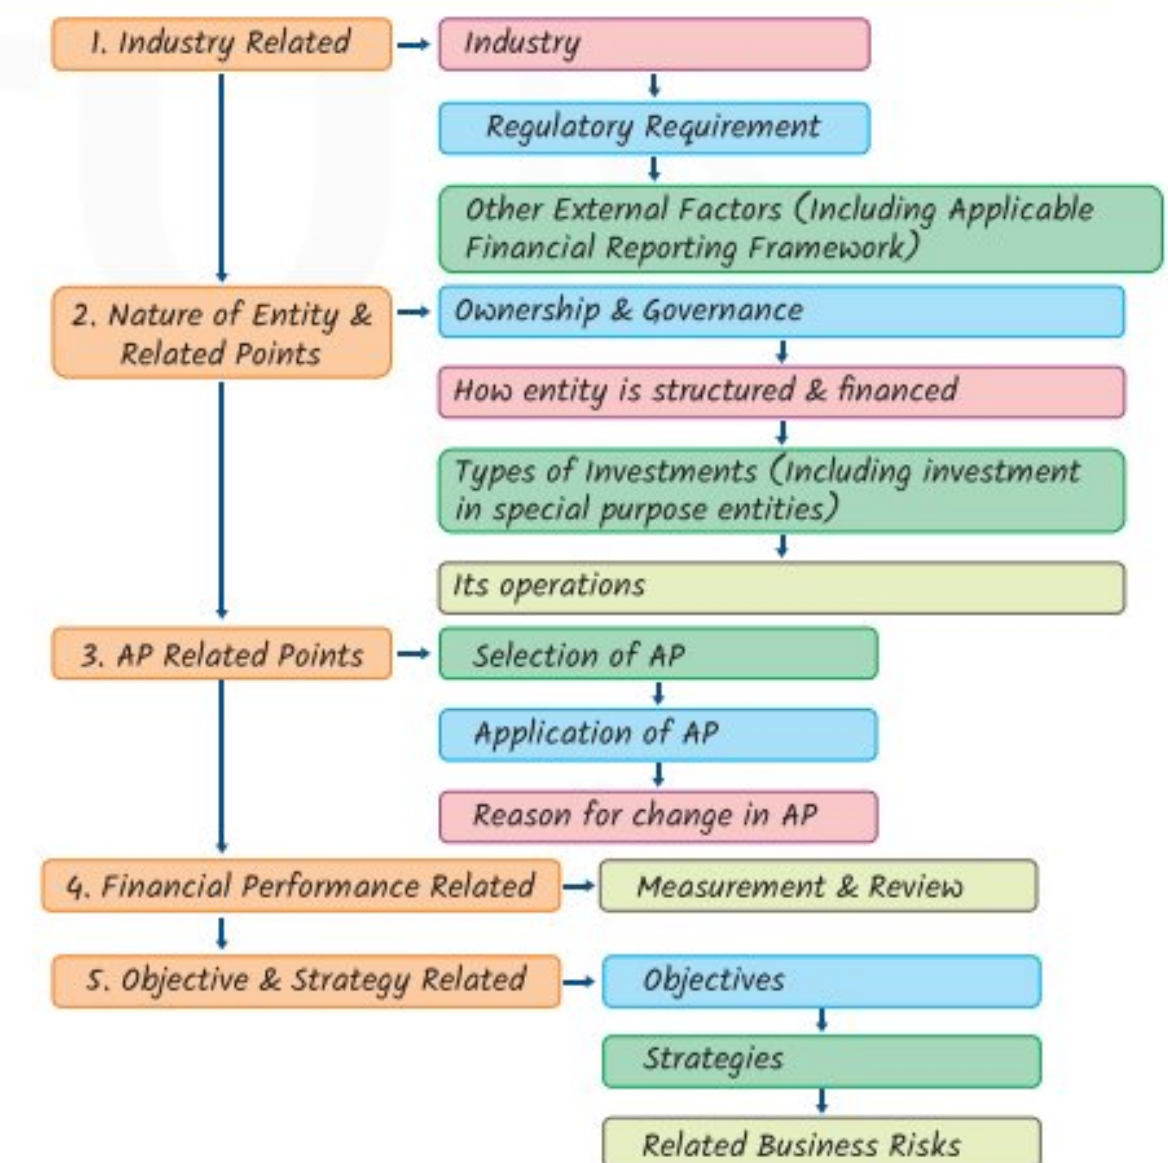 1. Industry Related
Industry
Regulatory Requirement
Other External Factors (Including Applicable
Financial Reporting Framework)
2. Nature of Entity &
Related Points
Ownership & Governance
How entity is structured & financed
Types of Investments (Including investment
in special purpose entities)
Its operations
3. AP Related Points
Selection of AP
Application of AP
Reason for change in AP
4. Financial Performance Related
Measurement & Review
5. Objective & Strategy Related
Objectives
Strategies
Related Business Risks